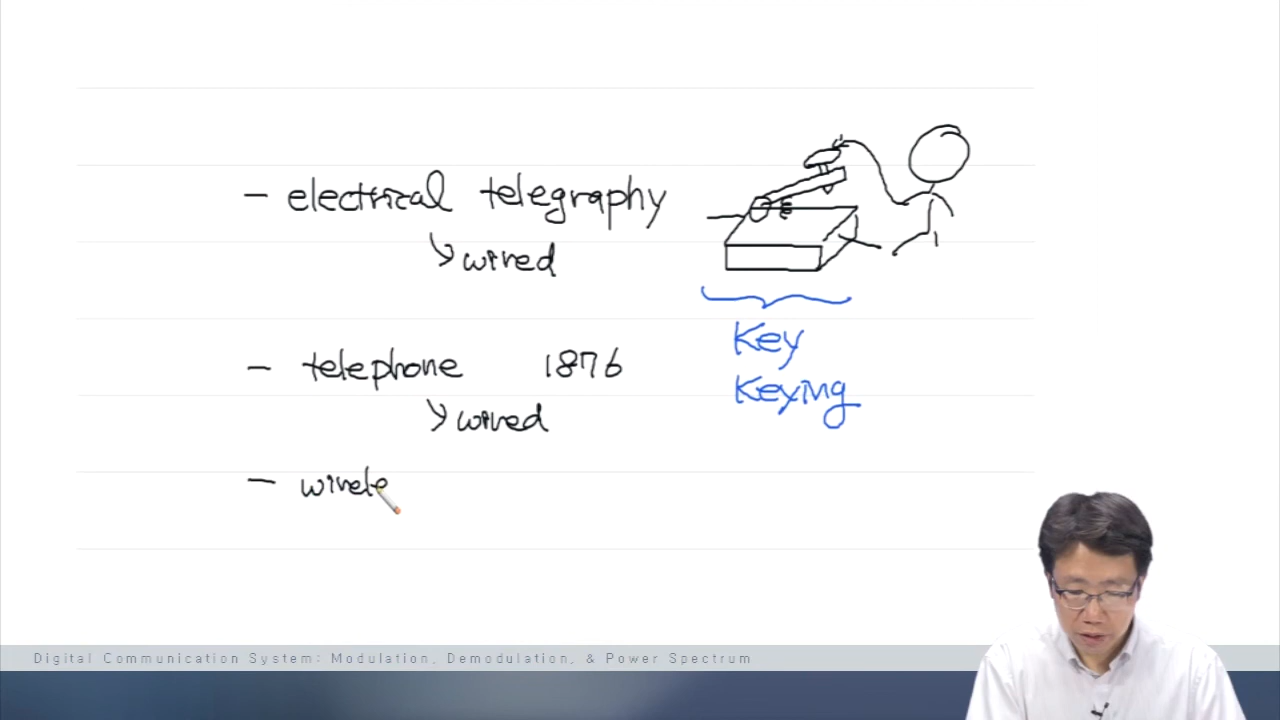 - electrical telegraphy
wired
Key
- telephone 1876
Keying
wired
- wirele
Digital Communication System: Modulation, Demodulation, & Power Spectrum